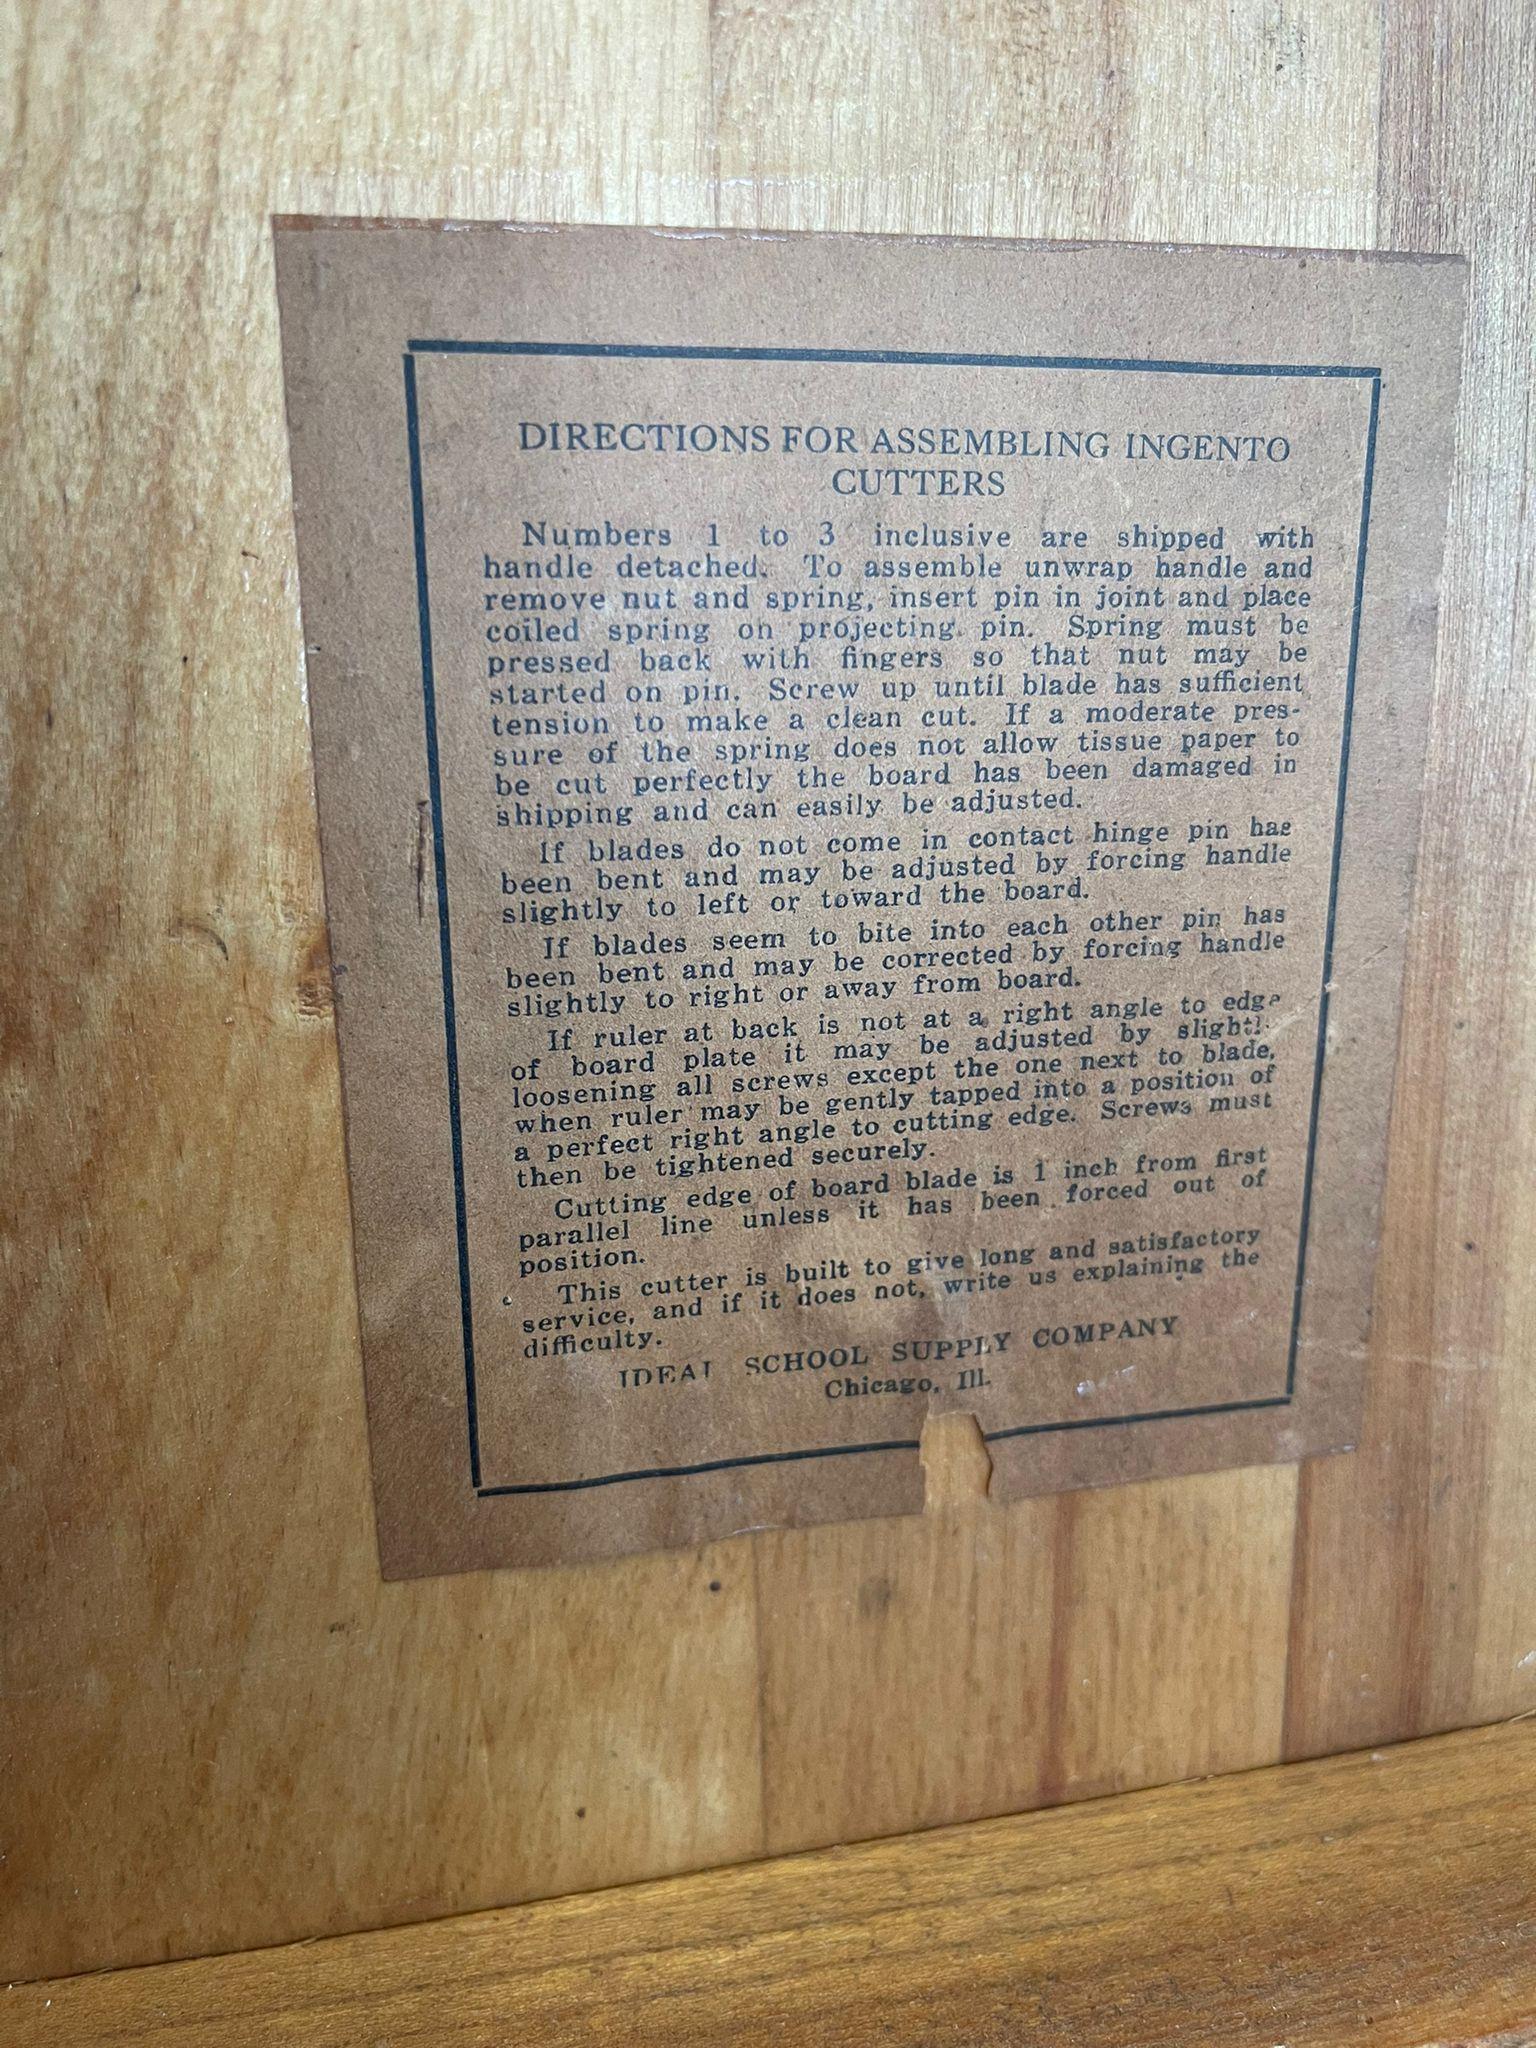 DIRECTIONS FOR ASSEMBLING INGENTO
CUTTERS
Numbers 1 to 3 inclusive are shipped with
handle detached. To assemble unwrap handle and
remove nut and spring, insert pin in joint and place
coiled spring on projecting pin. Spring must be
pressed back with fingers so that nut may be
started on pin. Screw up until blade has sufficient
tension to make a clean cut. If a moderate pres-
sure of the spring does not allow tissue paper to
be cut perfectly the board has been damaged in
shipping and can easily be adjusted.
If blades do not come in contact hinge pin has
been bent and may be adjusted by forcing handle
slightly to left or toward the board.
If blades seem to bite into each other pin has
been bent and may be corrected by forcing handle
slightly to right or away from board.
If ruler at back is not at a right angle to edge
of board plate it may be adjusted by slightly
loosening all screws except the one next to blade,
when ruler may be gently tapped into a position of
a perfect right angle to cutting edge. Screws must
then be tightened securely.
Cutting edge of board blade is 1 inch from first
parallel line unless it has been forced out of
position.
This cutter is built to give long and satisfactory
service, and if it does not, write us explaining the
difficulty.
IDEAL SCHOOL SUPPLY COMPANY
Chicago, Ill.